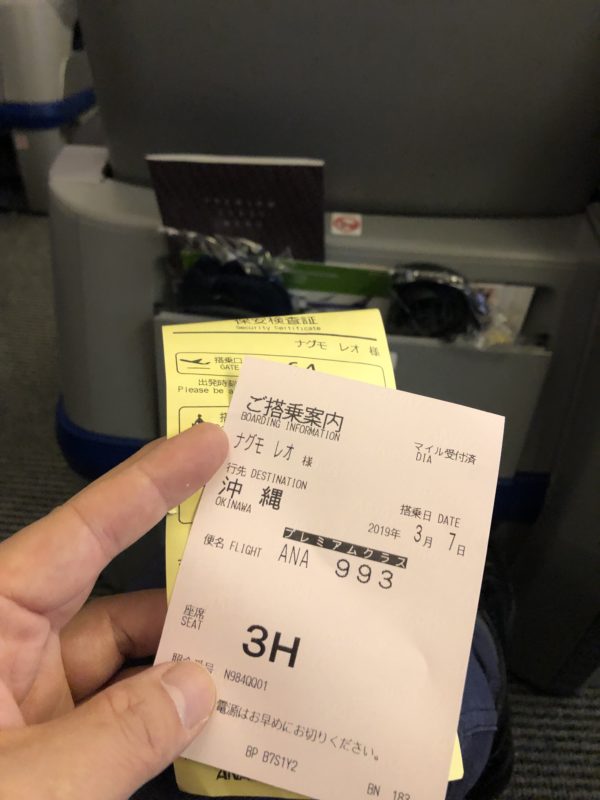 PREMIUM
CLASS
保安検査証
Security Certificate
ナグモ レオ 様
搭乗口
GATE
出発時刻
Please be a
ご搭乗案内
BOARDING INFORMATION
マイル受付済
DIA
ナグモ レオ 様
行先 DESTINATION
沖縄
OKINAWA
搭乗日 DATE
2019年 3月 7日
プレミアムクラス
便名 FLIGHT ANA 993
座席
SEAT
3H
N984QQ01
電源はお早めにお切りください。
BP B7S1Y2
BN 183
ANA